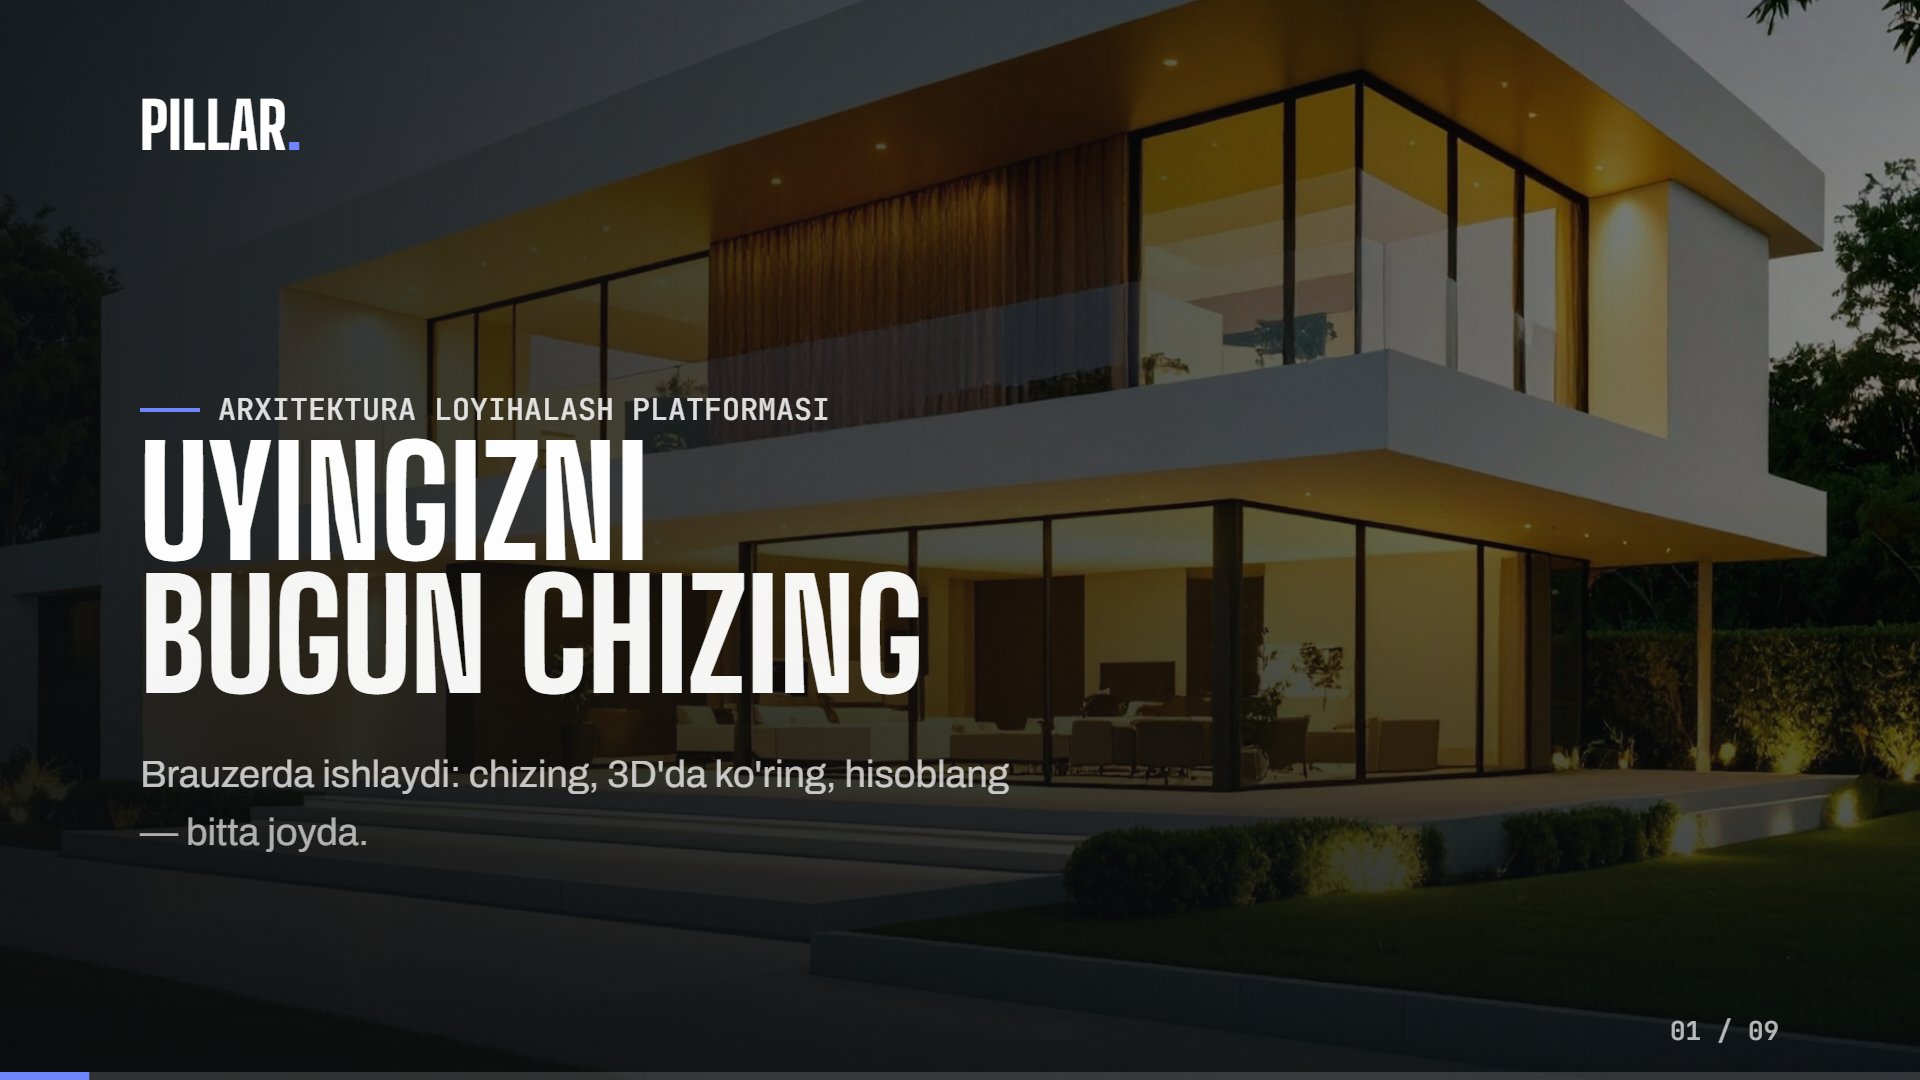 PILLAR.
ARXITEKTURA LOYIHALASH PLATFORMASI
UYINGIZNI
BUGUN CHIZING
Brauzerda ishlaydi: chizing, 3D'da ko'ring, hisoblang
— bitta joyda.
01 / 09